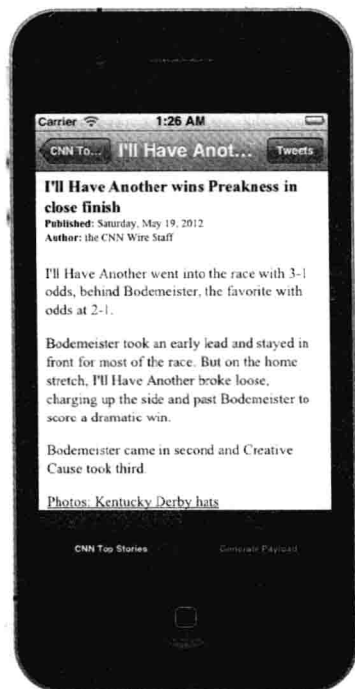 Carrier 1:26 AM
CNN To... I'll Have Anot... Tweets
I'll Have Another wins Preakness in
close finish
Published: Saturday, May 19, 2012
Author: the CNN Wire Staff
I'll Have Another went into the race with 3-1
odds, behind Bodemeister, the favorite with
odds at 2-1.
Bodemeister took an early lead and stayed in
front for most of the race. But on the home
stretch, I'll Have Another broke loose,
charging up the side and past Bodemeister to
score a dramatic win.
Bodemeister came in second and Creative
Cause took third.
Photos: Kentucky Derby hats
CNN Top Stories Generate Payload